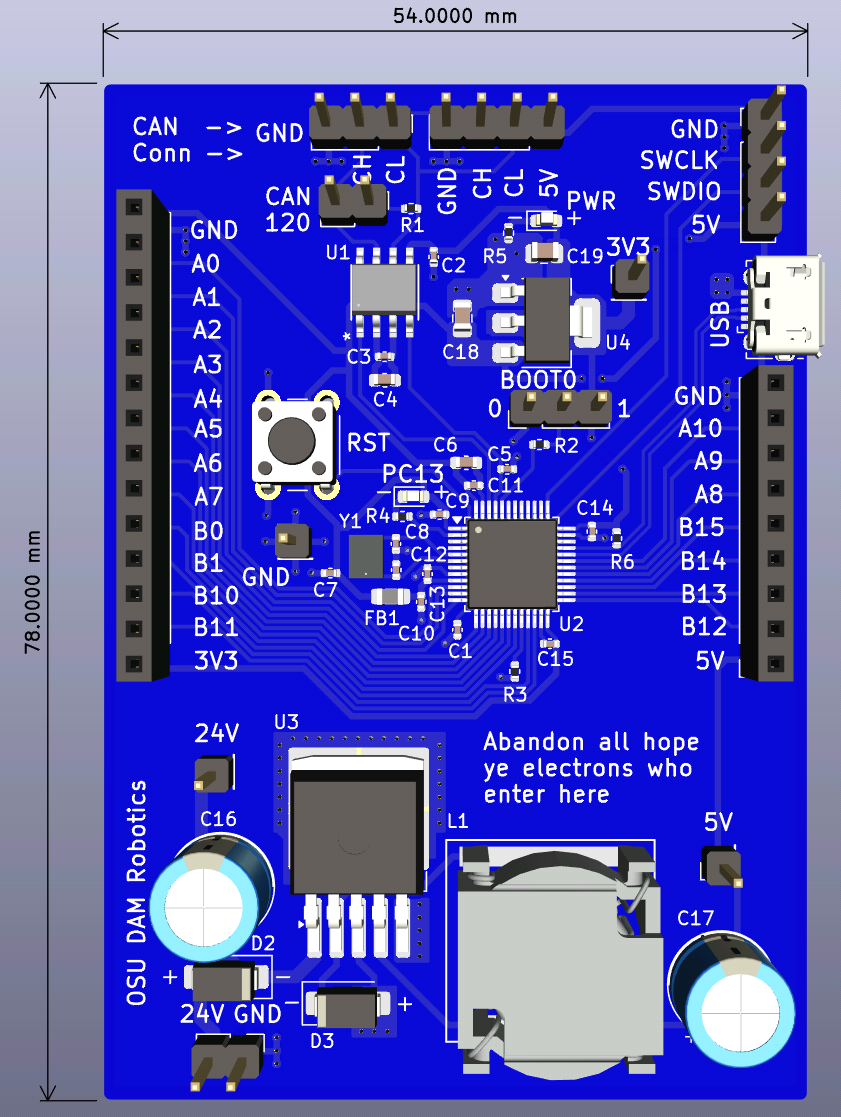 54.0000 mm
78.0000 mm
CAN ->
Conn ->
GND
CH
CL
GND
CH
CL
5V
GND
SWCLK
SWDIO
5V
CAN
120
R1
PWR
- +
R5
C19
3V3
U1
C2
*
C3
C4
C18
U4
USB
BOOT0
0 1
R2
GND
A0
A1
A2
A3
A4
A5
A6
A7
B0
B1
B10
B11
3V3
RST
GND
GND
A10
A9
A8
B15
B14
B13
B12
5V
C6
C5
C11
PC13
- +
C9
R4
C8
Y1
C12
C7
FB1
C13
C10
C1
C14
R6
U2
C15
R3
24V
U3
Abandon all hope
ye electrons who
enter here
OSU DAM Robotics
C16
L1
5V
C17
+
D2
+ -
24V GND
- +
D3